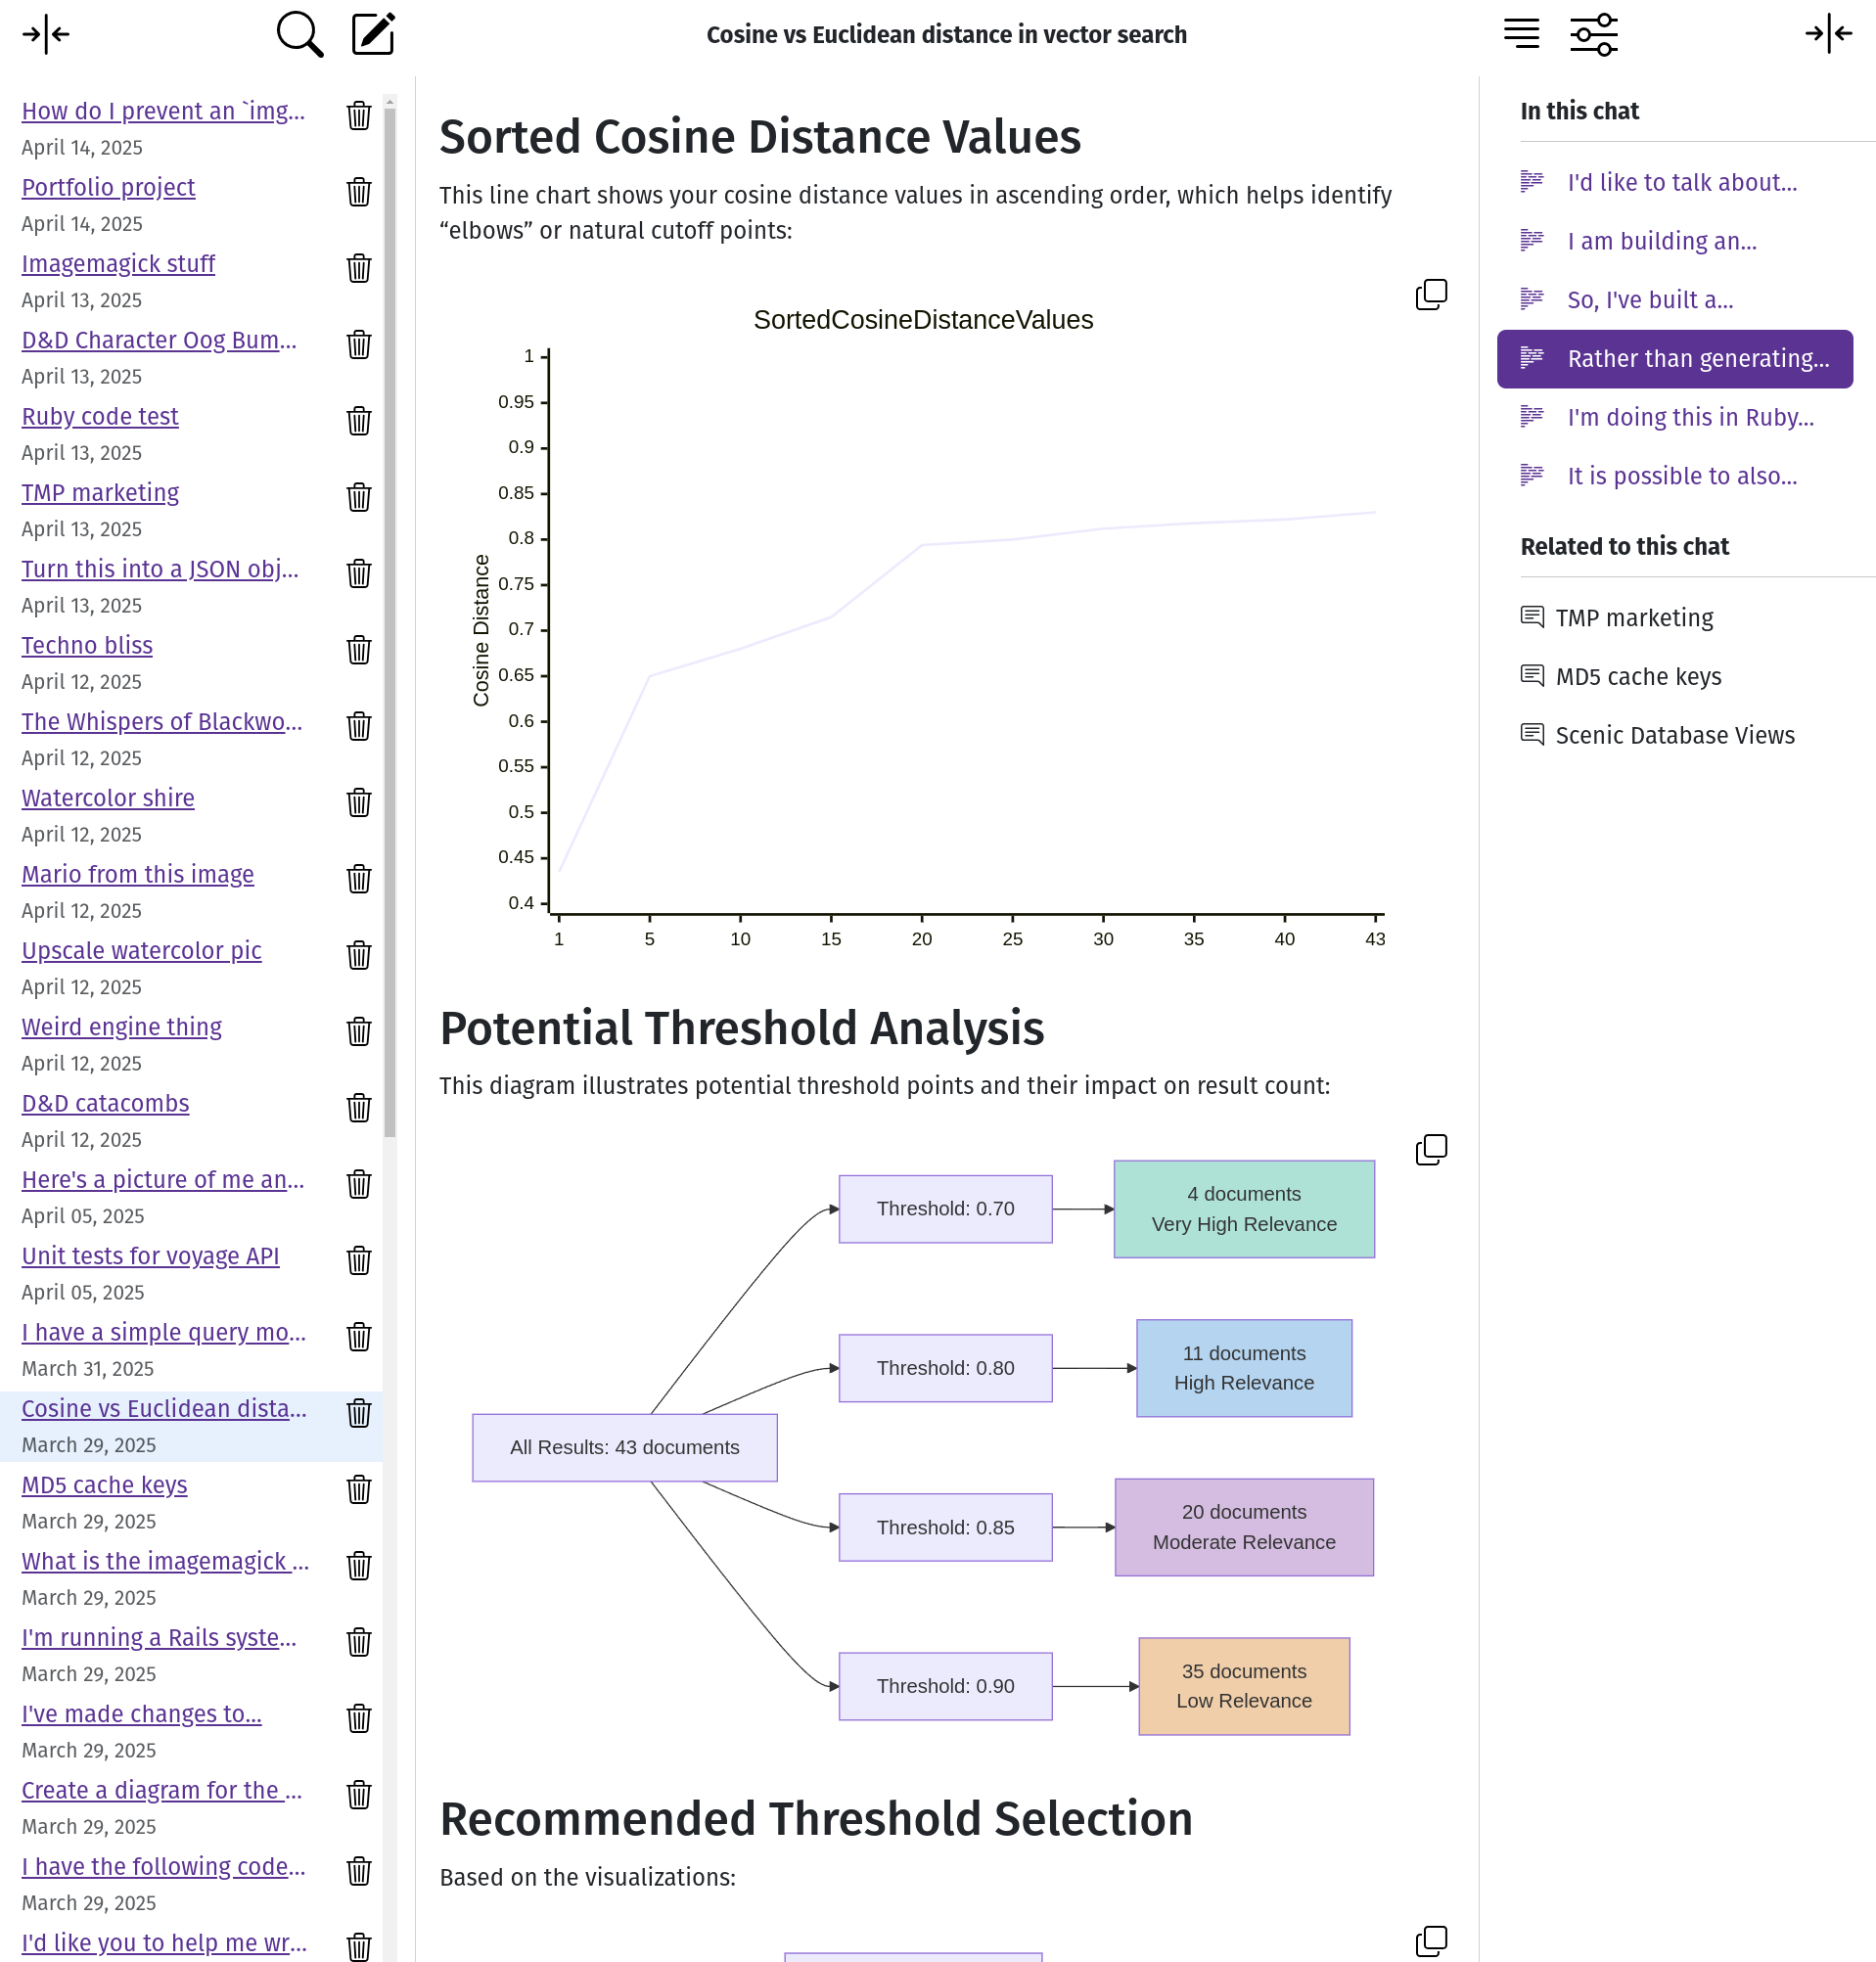 Cosine vs Euclidean distance in vector search
How do I prevent an `img...
April 14, 2025
Portfolio project
April 14, 2025
Imagemagick stuff
April 13, 2025
D&D Character Oog Bum...
April 13, 2025
Ruby code test
April 13, 2025
TMP marketing
April 13, 2025
Turn this into a JSON obj...
April 13, 2025
Techno bliss
April 12, 2025
The Whispers of Blackwo...
April 12, 2025
Watercolor shire
April 12, 2025
Mario from this image
April 12, 2025
Upscale watercolor pic
April 12, 2025
Weird engine thing
April 12, 2025
D&D catacombs
April 12, 2025
Here's a picture of me an...
April 05, 2025
Unit tests for voyage API
April 05, 2025
I have a simple query mo...
March 31, 2025
Cosine vs Euclidean dista...
March 29, 2025
MD5 cache keys
March 29, 2025
What is the imagemagick ...
March 29, 2025
I'm running a Rails syste...
March 29, 2025
I've made changes to...
March 29, 2025
Create a diagram for the ...
March 29, 2025
I have the following code...
March 29, 2025
I'd like you to help me wr...
Sorted Cosine Distance Values
This line chart shows your cosine distance values in ascending order, which helps identify
“elbows” or natural cutoff points:
SortedCosineDistanceValues
Cosine Distance
1
0.95
0.9
0.85
0.8
0.75
0.7
0.65
0.6
0.55
0.5
0.45
0.4
1 5 10 15 20 25 30 35 40 43
Potential Threshold Analysis
This diagram illustrates potential threshold points and their impact on result count:
All Results: 43 documents
Threshold: 0.70
4 documents
Very High Relevance
Threshold: 0.80
11 documents
High Relevance
Threshold: 0.85
20 documents
Moderate Relevance
Threshold: 0.90
35 documents
Low Relevance
Recommended Threshold Selection
Based on the visualizations:
In this chat
I'd like to talk about...
I am building an...
So, I've built a...
Rather than generating...
I'm doing this in Ruby...
It is possible to also...
Related to this chat
TMP marketing
MD5 cache keys
Scenic Database Views